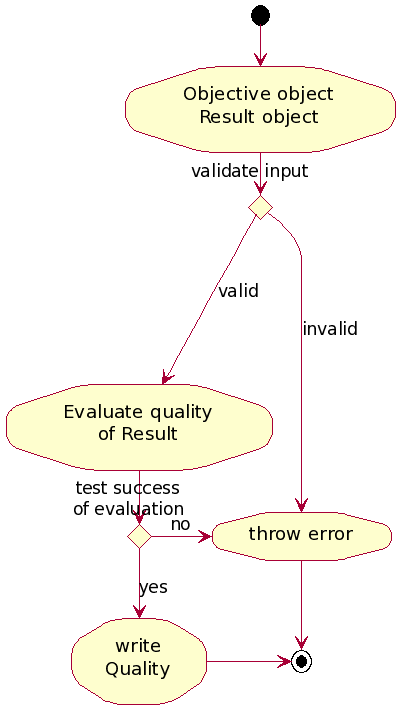 Objective object
Result object
validate input
valid
invalid
Evaluate quality
of Result
test success
of evaluation
no
throw error
yes
write
Quality